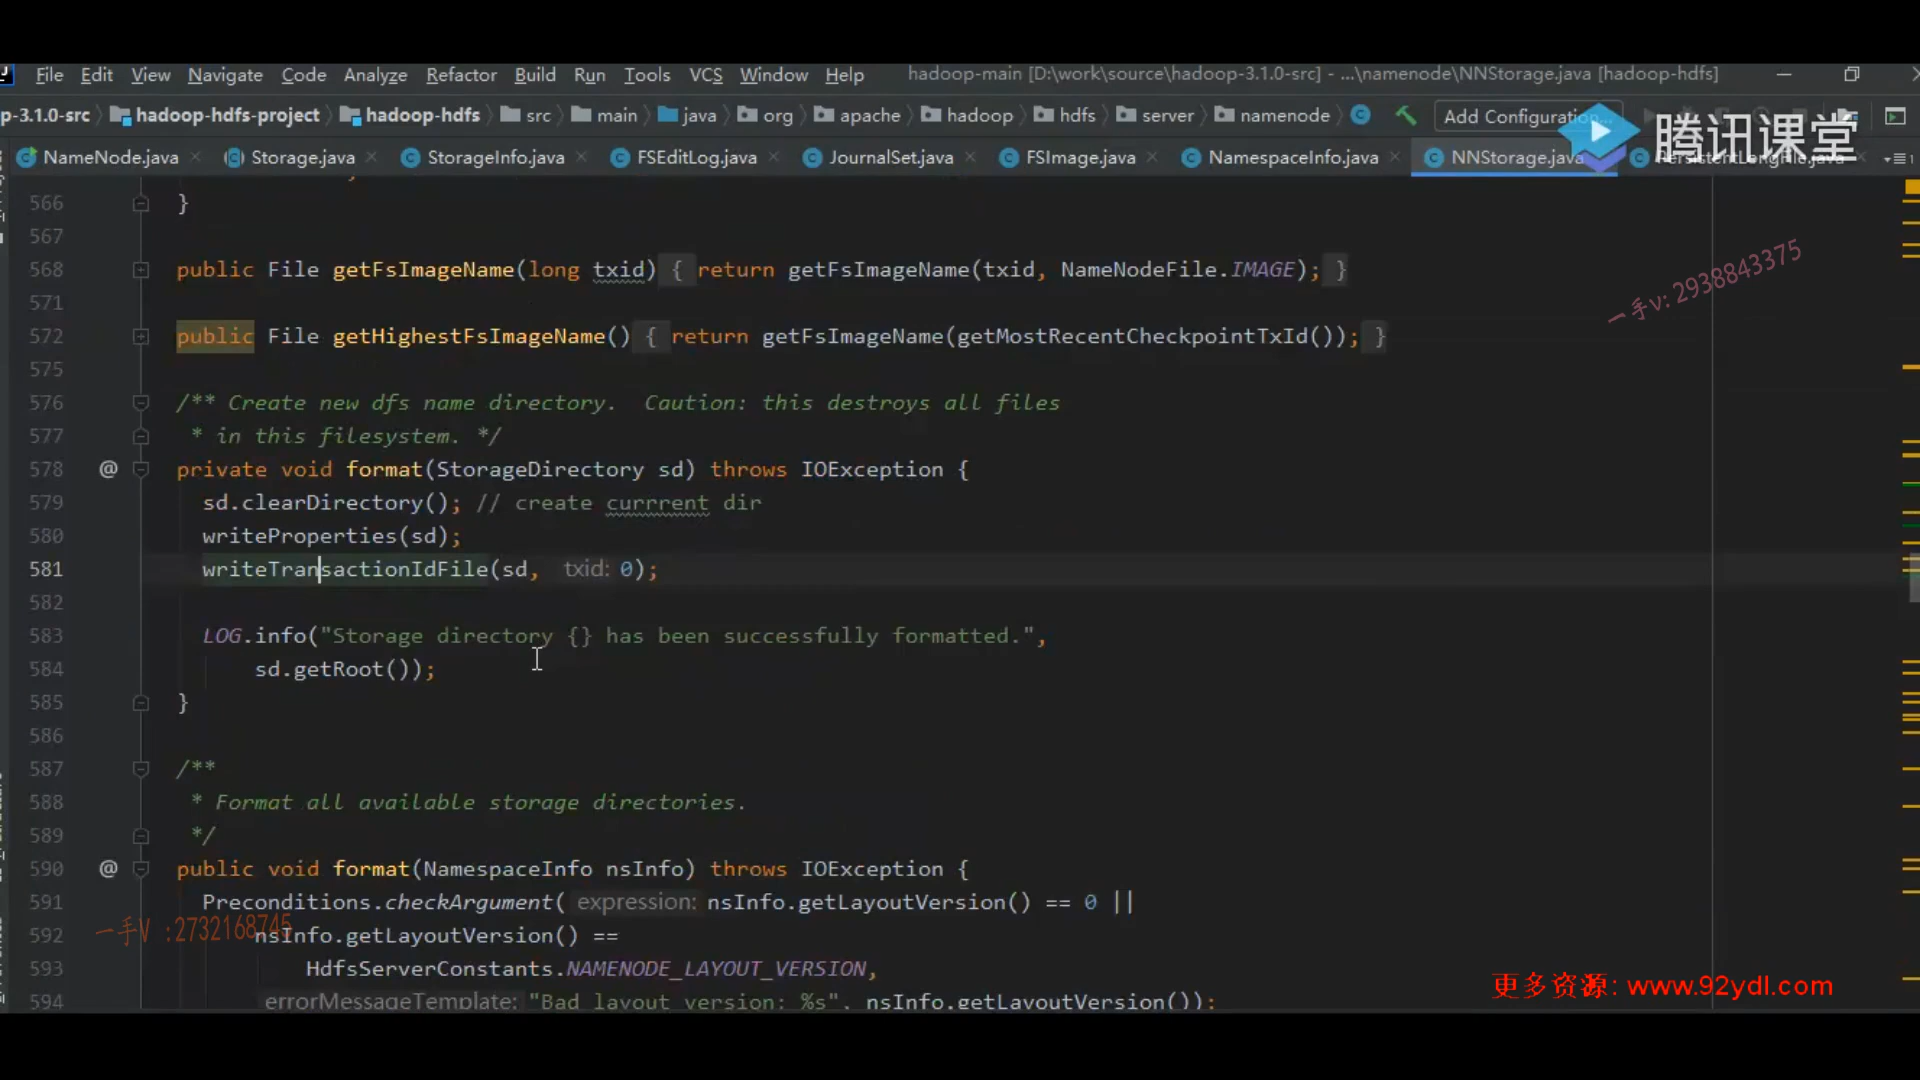 File Edit View Navigate Code Analyze Refactor Build Run Tools VCS Window Help hadoop-main [D:\work\source\hadoop-3.1.0-src] - ...\namenode\NNStorage.java [hadoop-hdfs]
p-3.1.0-src hadoop-hdfs-project hadoop-hdfs src main java org apache hadoop hdfs server namenode Add Configuration...
腾讯课堂
NameNode.java Storage.java StorageInfo.java FSEditLog.java JournalSet.java FSImage.java NamespaceInfo.java NNStorage.java PersistentLongFile.java
566 }
567
568 public File getFsImageName(long txid) { return getFsImageName(txid, NameNodeFile.IMAGE); }
一手v:2938843375
571
572 public File getHighestFsImageName() { return getFsImageName(getMostRecentCheckpointTxId()); }
575
576 /** Create new dfs name directory.  Caution: this destroys all files
577 * in this filesystem. */
578 @ private void format(StorageDirectory sd) throws IOException {
579 sd.clearDirectory(); // create currrent dir
580 writeProperties(sd);
581 writeTransactionIdFile(sd, txid: 0);
582
583 LOG.info("Storage directory {} has been successfully formatted.",
584 sd.getRoot());
585 }
586
587 /**
588 * Format all available storage directories.
589 */
590 @ public void format(NamespaceInfo nsInfo) throws IOException {
591 Preconditions.checkArgument( expression: nsInfo.getLayoutVersion() == 0 ||
一手V :2732168745
592 nsInfo.getLayoutVersion() ==
593 HdfsServerConstants.NAMENODE_LAYOUT_VERSION,
更多资源: www.92ydl.com
594 errorMessageTemplate: "Bad layout version: %s", nsInfo.getLayoutVersion());